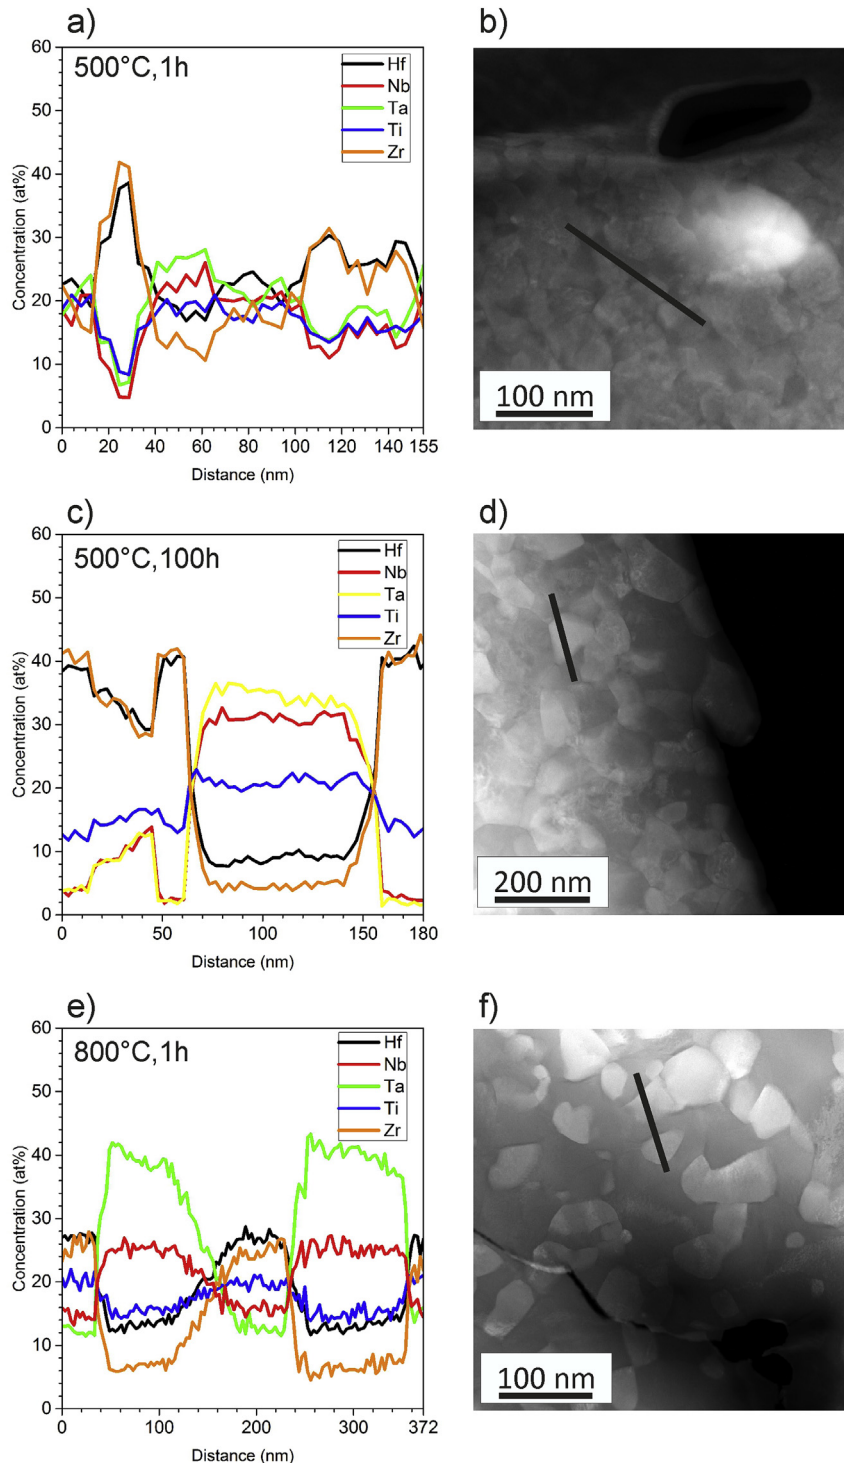 a)
500°C,1h
Hf
Nb
Ta
Ti
Zr
Concentration (at%)
60
50
40
30
20
10
0
0 20 40 60 80 100 120 140 155
Distance (nm)
b)
100 nm
c)
500°C,100h
Hf
Nb
Ta
Ti
Zr
Concentration (at%)
60
50
40
30
20
10
0
0 50 100 150 180
Distance (nm)
d)
200 nm
e)
800°C,1h
Hf
Nb
Ta
Ti
Zr
Concentration (at%)
60
50
40
30
20
10
0
0 100 200 300 372
Distance (nm)
f)
100 nm